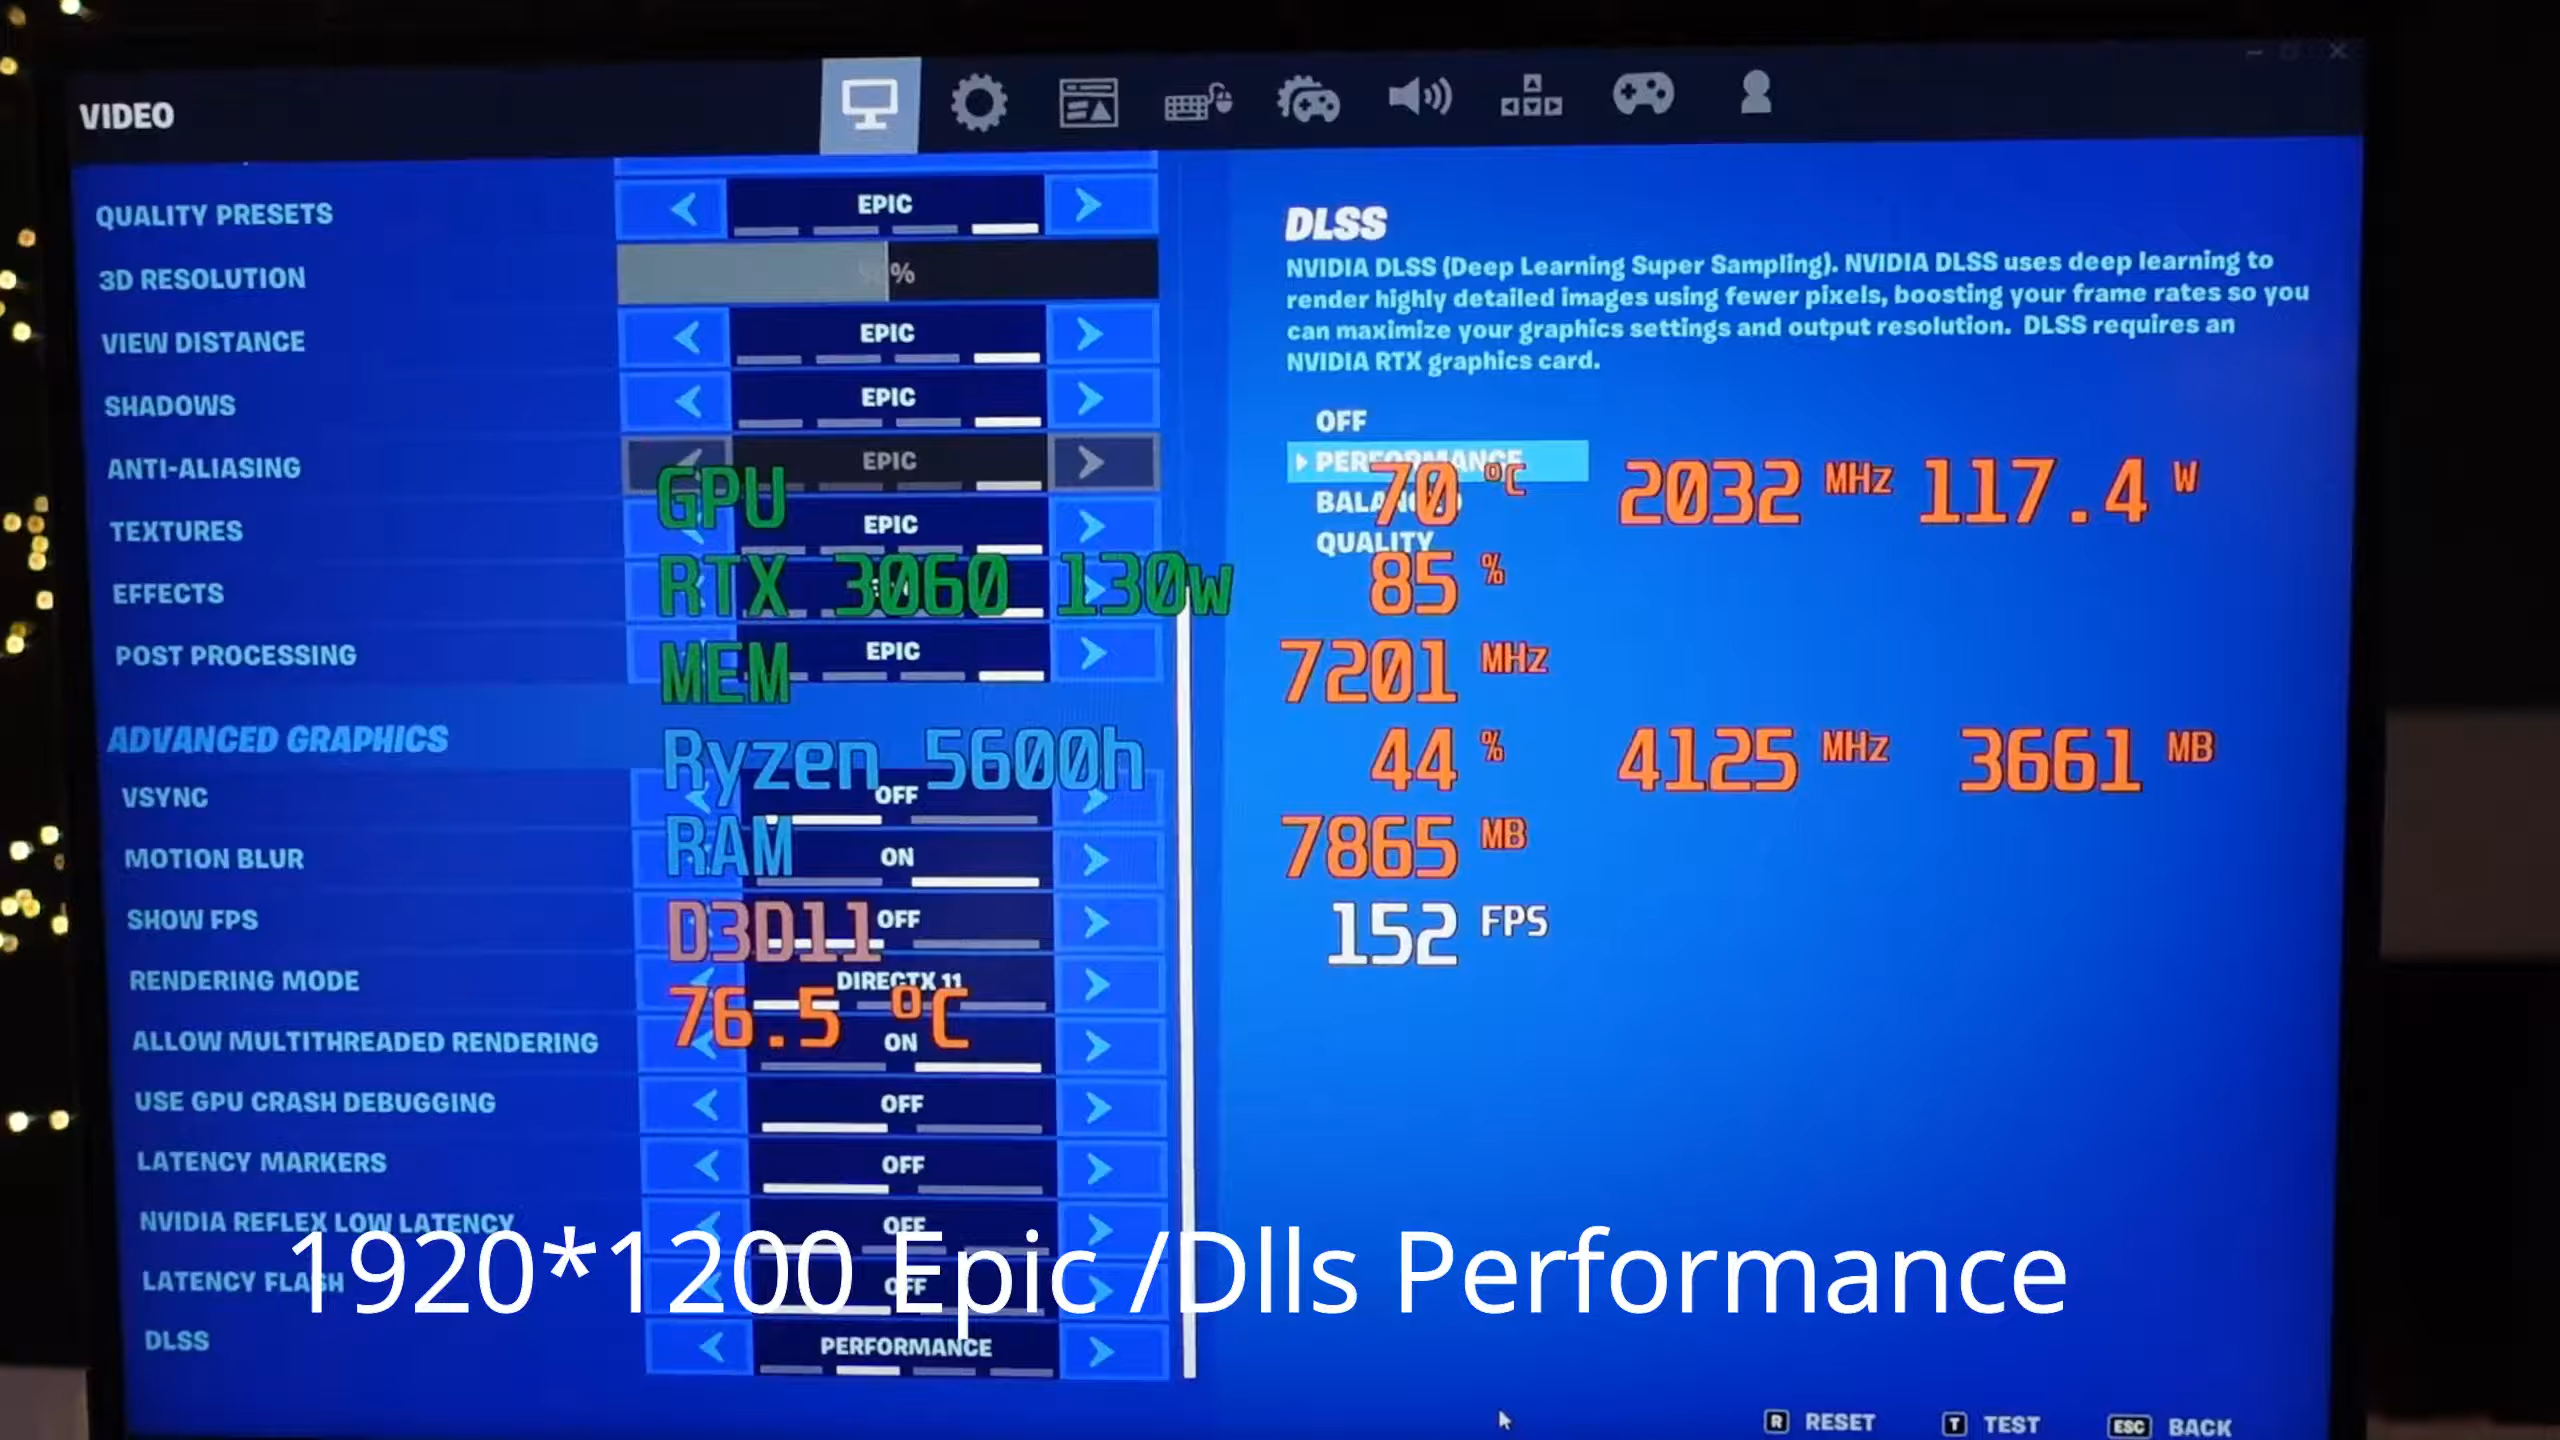 VIDEO
QUALITY PRESETS EPIC
3D RESOLUTION %
VIEW DISTANCE EPIC
SHADOWS EPIC
ANTI-ALIASING EPIC
TEXTURES EPIC
EFFECTS
POST PROCESSING EPIC
ADVANCED GRAPHICS
VSYNC OFF
MOTION BLUR ON
SHOW FPS OFF
RENDERING MODE DIRECTX 11
ALLOW MULTITHREADED RENDERING ON
USE GPU CRASH DEBUGGING OFF
LATENCY MARKERS OFF
NVIDIA REFLEX LOW LATENCY OFF
LATENCY FLASH OFF
DLSS PERFORMANCE
DLSS
NVIDIA DLSS (Deep Learning Super Sampling). NVIDIA DLSS uses deep learning to
render highly detailed images using fewer pixels, boosting your frame rates so you
can maximize your graphics settings and output resolution. DLSS requires an
NVIDIA RTX graphics card.
OFF
PERFORMANCE
BALANCED
QUALITY
GPU 70 °C 2032 MHz 117.4 W
RTX 3060 130w 85 %
MEM 7201 MHz
Ryzen 5600h 44 % 4125 MHz 3661 MB
RAM 7865 MB
D3D11 152 FPS
76.5 °C
1920*1200 Epic /Dlls Performance
R RESET T TEST ESC BACK